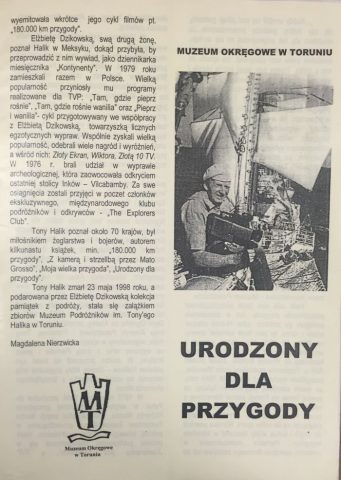 wyemitowała wkrótce jego cykl filmów pt.
„180.000 km przygody”.
Elżbietę Dzikowską, swą drugą żonę,
poznał Halik w Meksyku, dokąd przybyła, by
przeprowadzić z nim wywiad, jako dziennikarka
miesięcznika „Kontynenty”. W 1979 roku
zamieszkali razem w Polsce. Wielką
popularność przyniosły mu programy
realizowane dla TVP: „Tam, gdzie pieprz
rośnie”, „Tam, gdzie rośnie wanilia” oraz „Pieprz
i wanilia”- cykl przygotowywany we współpracy
z Elżbietą Dzikowską, towarzyszką licznych
egzotycznych wypraw. Wspólnie zyskali wielką
popularność, odebrali wiele nagród i wyróżnień,
a wśród nich: Złoty Ekran, Wiktora, Złotą 10 TV.
W 1976 r. brali udział w wyprawie
archeologicznej, która zaowocowała odkryciem
ostatniej stolicy Inków – Vilcabamby. Za swe
osiągnięcia zostali przyjęci w poczet członków
ekskluzywnego, międzynarodowego klubu
podróżników i odkrywców - „The Explorers
Club”.
Tony Halik poznał około 70 krajów, był
miłośnikiem żeglarstwa i bojerów, autorem
kilkunastu książek, min. „180.000 km
przygody”, „Z kamerą i strzelbą przez Mato
Grosso”, „Moja wielka przygoda”, „Urodzony dla
przygody”.
Tony Halik zmarł 23 maja 1998 roku, a
podarowana przez Elżbietę Dzikowską kolekcja
pamiątek z podróży, stała się zalążkiem
zbiorów Muzeum Podróżników im. Tony'ego
Halika w Toruniu.
Magdalena Nierzwicka
MT
Muzeum Okręgowe
w Toruniu
MUZEUM OKRĘGOWE W TORUNIU
URODZONY
DLA
PRZYGODY